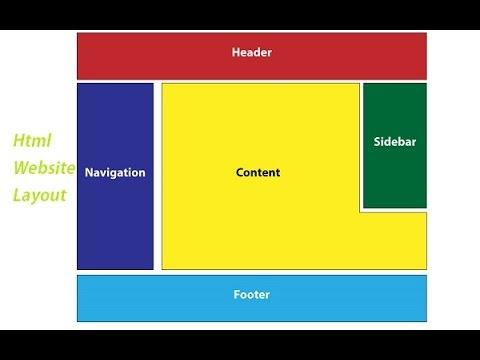 Header
Html
Website
Layout
Navigation
Content
Sidebar
Footer